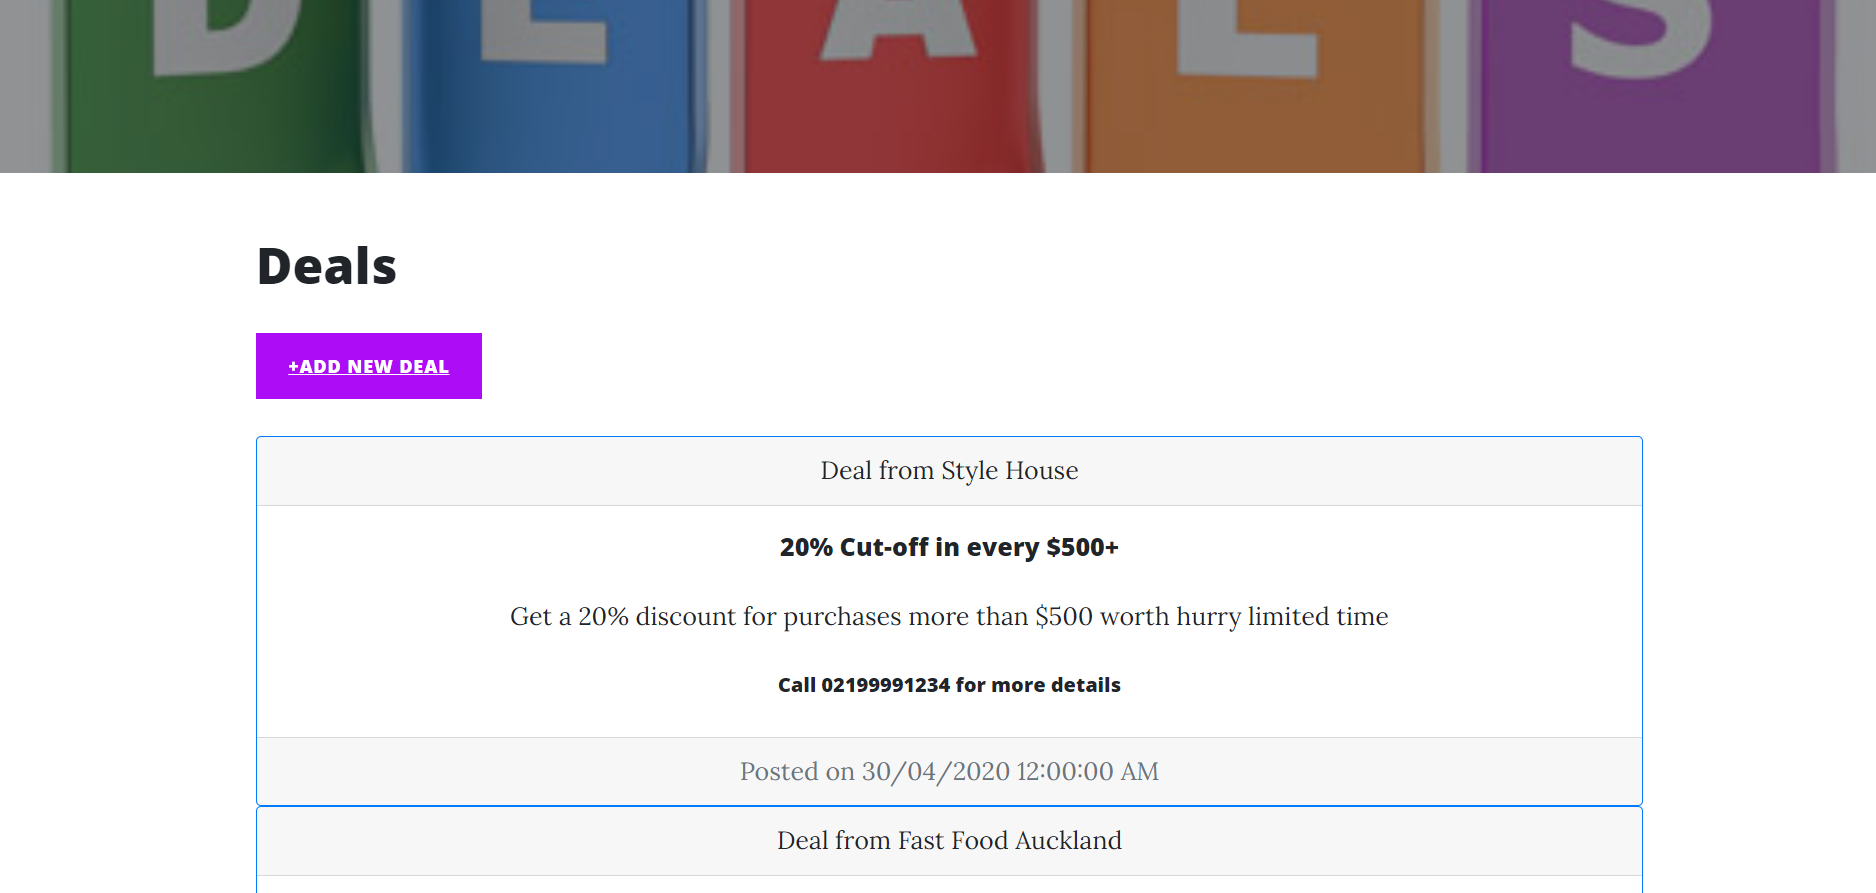 DEALS
Deals
+ADD NEW DEAL
Deal from Style House
20% Cut-off in every $500+
Get a 20% discount for purchases more than $500 worth hurry limited time
Call 02199991234 for more details
Posted on 30/04/2020 12:00:00 AM
Deal from Fast Food Auckland